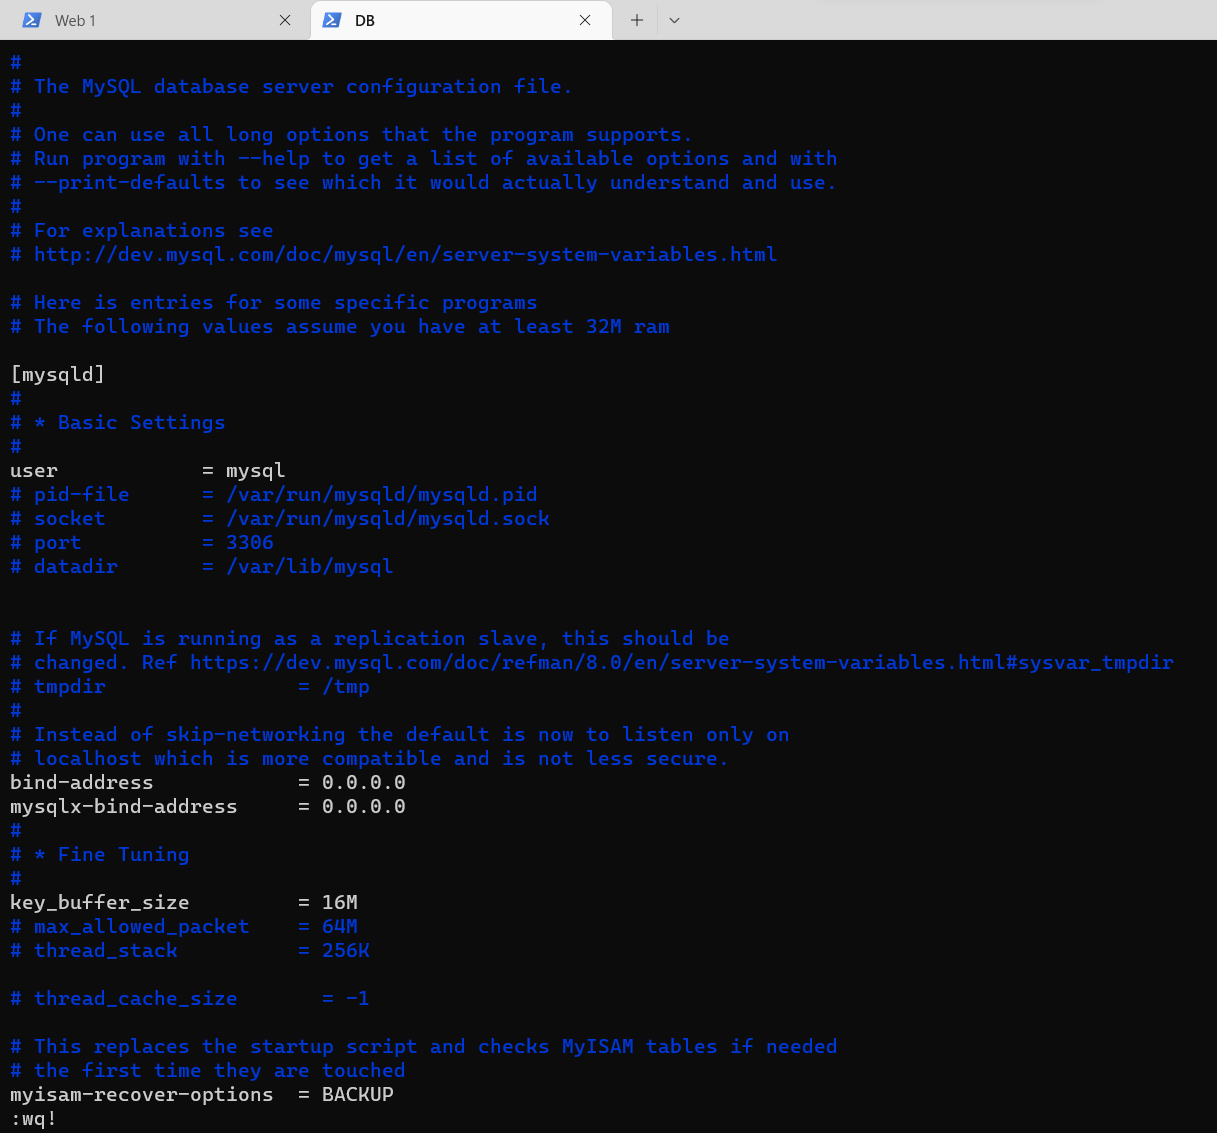 Web 1
DB
#
# The MySQL database server configuration file.
#
# One can use all long options that the program supports.
# Run program with --help to get a list of available options and with
# --print-defaults to see which it would actually understand and use.
#
# For explanations see
# http://dev.mysql.com/doc/mysql/en/server-system-variables.html
# Here is entries for some specific programs
# The following values assume you have at least 32M ram
[mysqld]
#
# * Basic Settings
#
user            = mysql
# pid-file      = /var/run/mysqld/mysqld.pid
# socket        = /var/run/mysqld/mysqld.sock
# port          = 3306
# datadir       = /var/lib/mysql
# If MySQL is running as a replication slave, this should be
# changed. Ref https://dev.mysql.com/doc/refman/8.0/en/server-system-variables.html#sysvar_tmpdir
# tmpdir                = /tmp
#
# Instead of skip-networking the default is now to listen only on
# localhost which is more compatible and is not less secure.
bind-address            = 0.0.0.0
mysqlx-bind-address     = 0.0.0.0
#
# * Fine Tuning
#
key_buffer_size         = 16M
# max_allowed_packet    = 64M
# thread_stack          = 256K
# thread_cache_size       = -1
# This replaces the startup script and checks MyISAM tables if needed
# the first time they are touched
myisam-recover-options  = BACKUP
:wq!